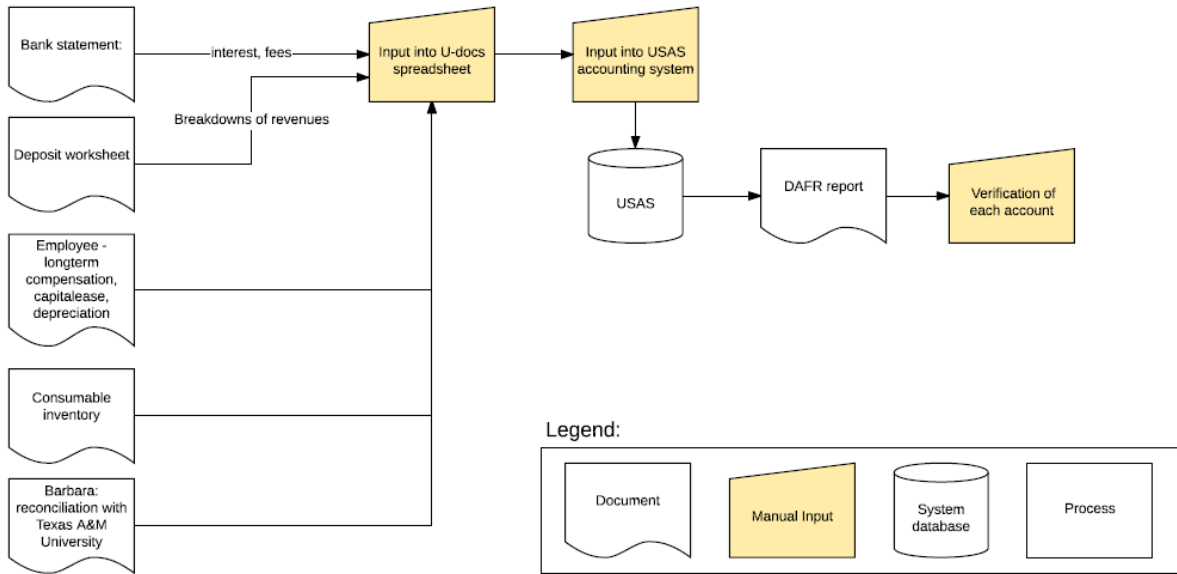 Bank statement:
interest, fees
Input into U-docs
spreadsheet
Input into USAS
accounting system
Breakdowns of revenues
Deposit worksheet
USAS
DAFR report
Verification of
each account
Employee -
longterm
compensation,
capitalease,
depreciation
Consumable
inventory
Barbara:
reconciliation with
Texas A&M
University
Legend:
Document
Manual Input
System
database
Process